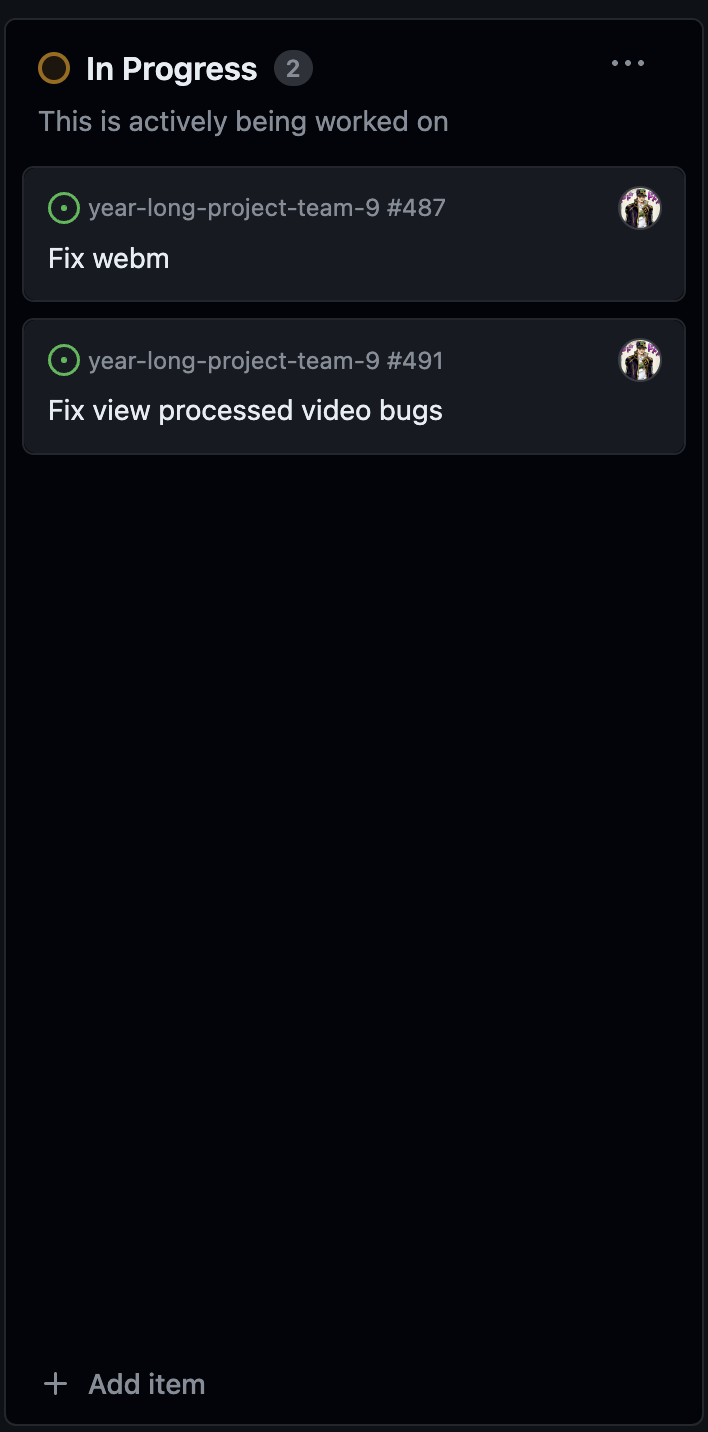 In Progress 2
This is actively being worked on
year-long-project-team-9 #487
Fix webm
year-long-project-team-9 #491
Fix view processed video bugs
+ Add item